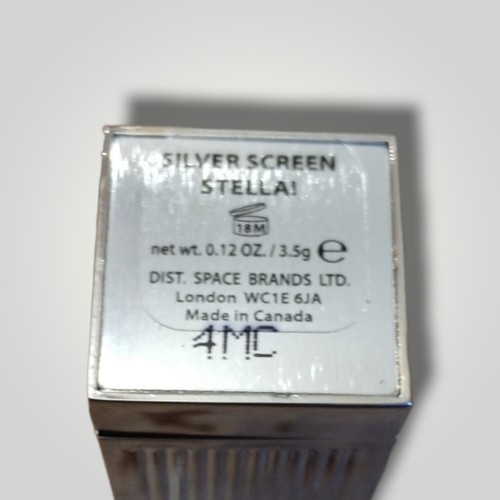 SILVER SCREEN
STELLA!
18M
net wt. 0.12 OZ. / 3.5g e
DIST. SPACE BRANDS LTD.
London WC1E 6JA
Made in Canada
4MC